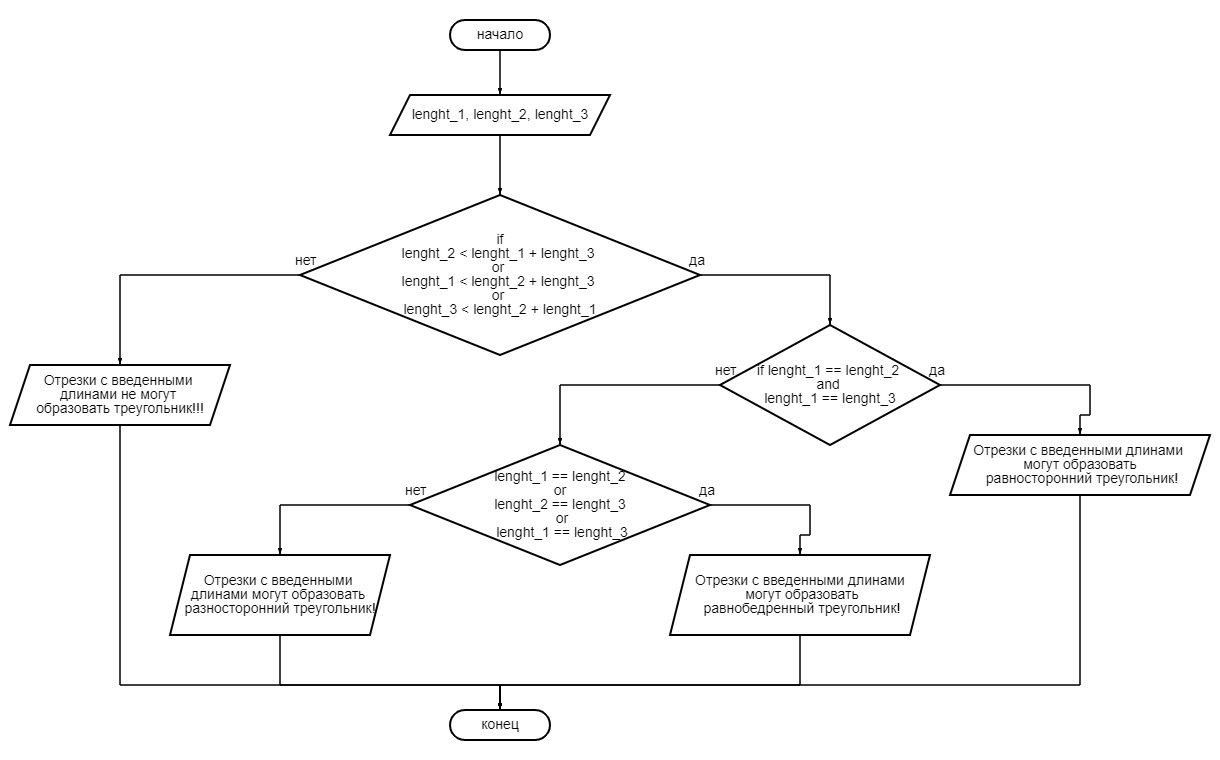 начало
lenght_1, lenght_2, lenght_3
if
lenght_2 < lenght_1 + lenght_3
or
lenght_1 < lenght_2 + lenght_3
or
lenght_3 < lenght_2 + lenght_1
нет
да
Отрезки с введенными
длинами не могут
образовать треугольник!!!
if lenght_1 == lenght_2
and
lenght_1 == lenght_3
нет
да
Отрезки с введенными длинами
могут образовать
равносторонний треугольник!
lenght_1 == lenght_2
or
lenght_2 == lenght_3
or
lenght_1 == lenght_3
нет
да
Отрезки с введенными
длинами могут образовать
разносторонний треугольник!
Отрезки с введенными длинами
могут образовать
равнобедренный треугольник!
конец